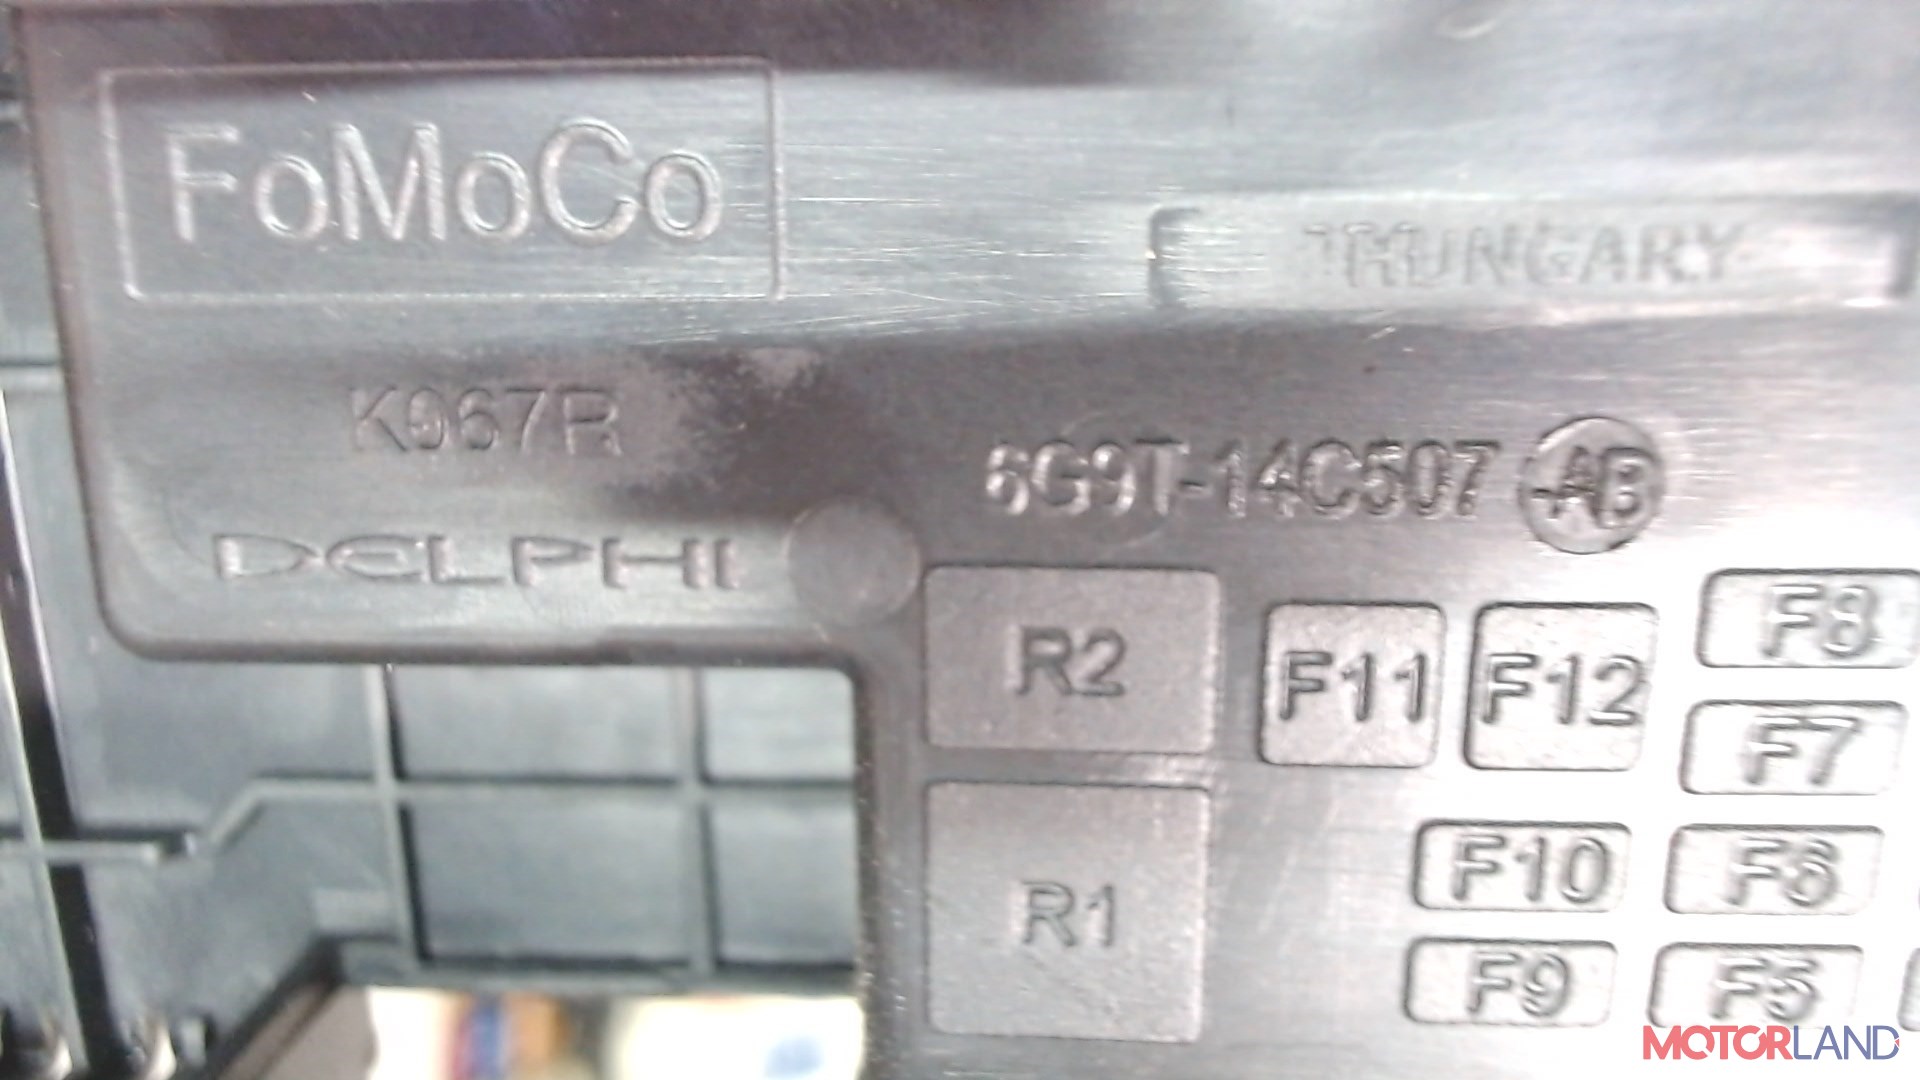 FoMoCo
HUNGARY
K067R
6G9T-14C507 -AB
DELPHI
R2 F11 F12 F8
F7
R1 F10 F6
F9 F5
MOTORLAND